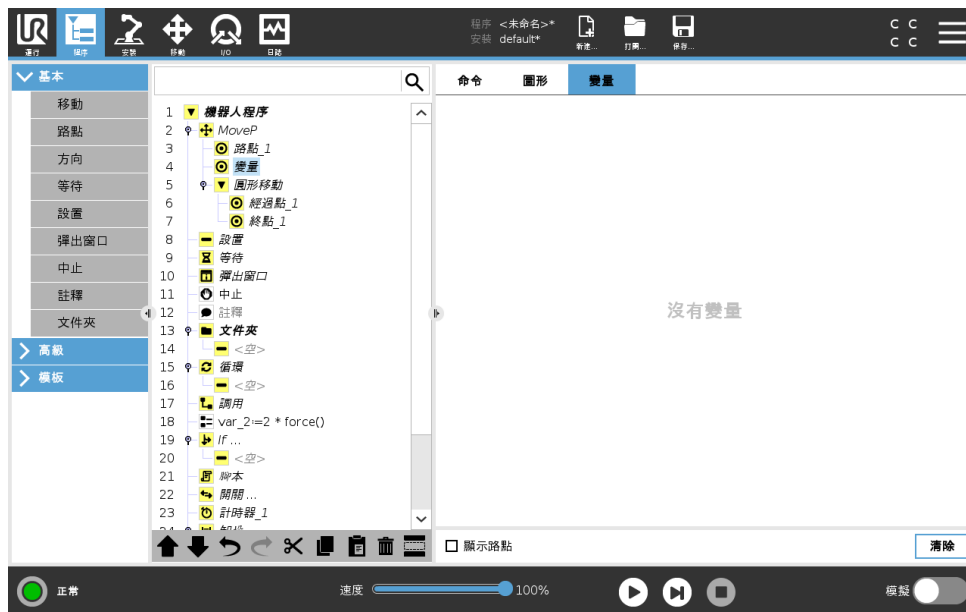 UR
運行
程序
安裝
移動
I/O
日誌
程序 <未命名>*
安裝 default*
新建...
打開...
保存...
C C
C C
基本
移動
路點
方向
等待
設置
彈出窗口
中止
註釋
文件夾
高級
模板
1 機器人程序
2 MoveP
3 路點_1
4 變量
5 圓形移動
6 經過點_1
7 終點_1
8 設置
9 等待
10 彈出窗口
11 中止
12 註釋
13 文件夾
14 <空>
15 循環
16 <空>
17 調用
18 var_2:=2 * force()
19 If ...
20 <空>
21 腳本
22 開關 ...
23 計時器_1
命令
圖形
變量
沒有變量
顯示路點
清除
正常
速度
100%
模擬